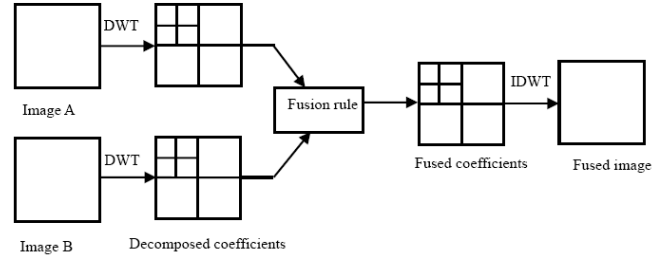 DWT
Image A
Fusion rule
IDWT
Fused coefficients
Fused image
DWT
Image B
Decomposed coefficients